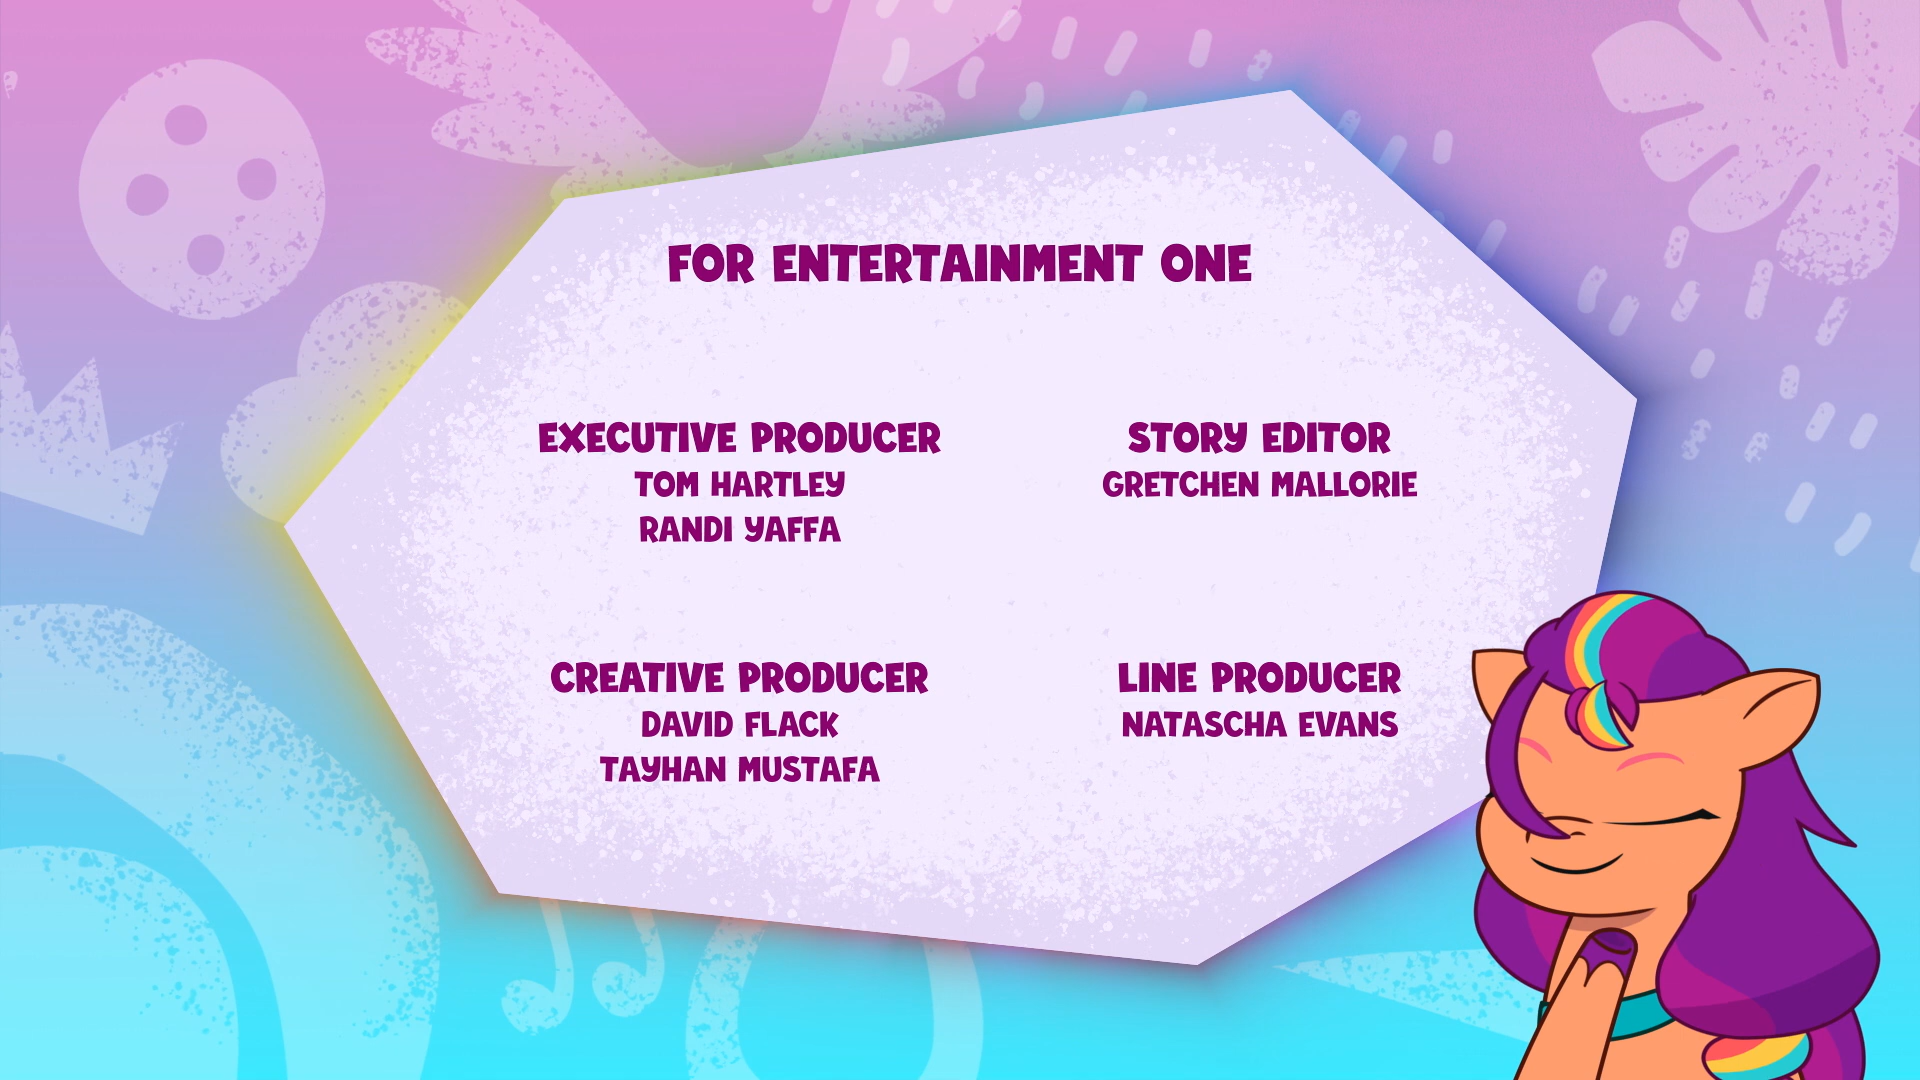 FOR ENTERTAINMENT ONE
EXECUTIVE PRODUCER
TOM HARTLEY
RANDI YAFFA
STORY EDITOR
GRETCHEN MALLORIE
CREATIVE PRODUCER
DAVID FLACK
TAYHAN MUSTAFA
LINE PRODUCER
NATASCHA EVANS